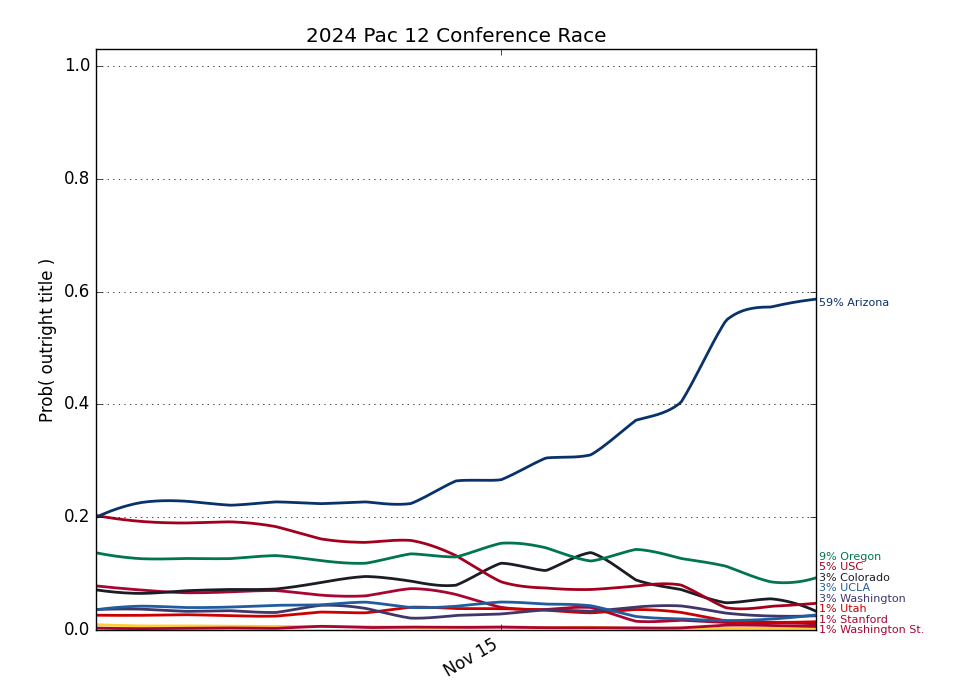 2024 Pac 12 Conference Race
1.0
0.8
0.6
0.4
0.2
0.0
Prob( outright title )
Nov 15
59% Arizona
9% Oregon
5% USC
3% Colorado
3% UCLA
3% Washington
1% Utah
1% Stanford
1% Washington St.